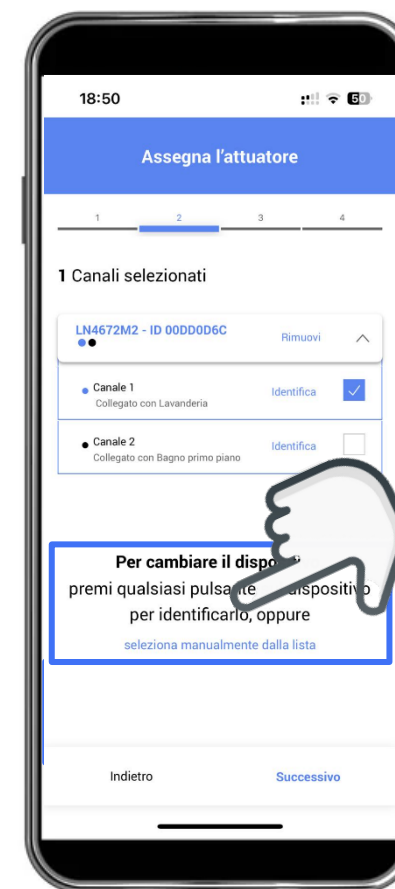 18:50
50
Assegna l'attuatore
1 2 3 4
1 Canali selezionati
LN4672M2 - ID 00DD0D6C
Rimuovi
Canale 1
Identifica
Collegato con Lavanderia
Canale 2
Identifica
Collegato con Bagno primo piano
Per cambiare il
premi qualsiasi dispositivo
per identificarlo, oppure
seleziona manualmente dalla lista
Indietro
Successivo